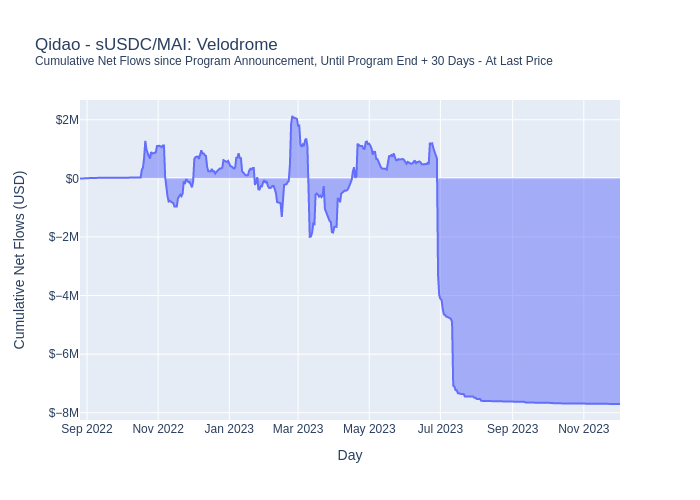 Qidao - sUSDC/MAI: Velodrome
Cumulative Net Flows since Program Announcement, Until Program End + 30 Days - At Last Price
Cumulative Net Flows (USD)
$2M
$0
$−2M
$−4M
$−6M
$−8M
Sep 2022 Nov 2022 Jan 2023 Mar 2023 May 2023 Jul 2023 Sep 2023 Nov 2023
Day